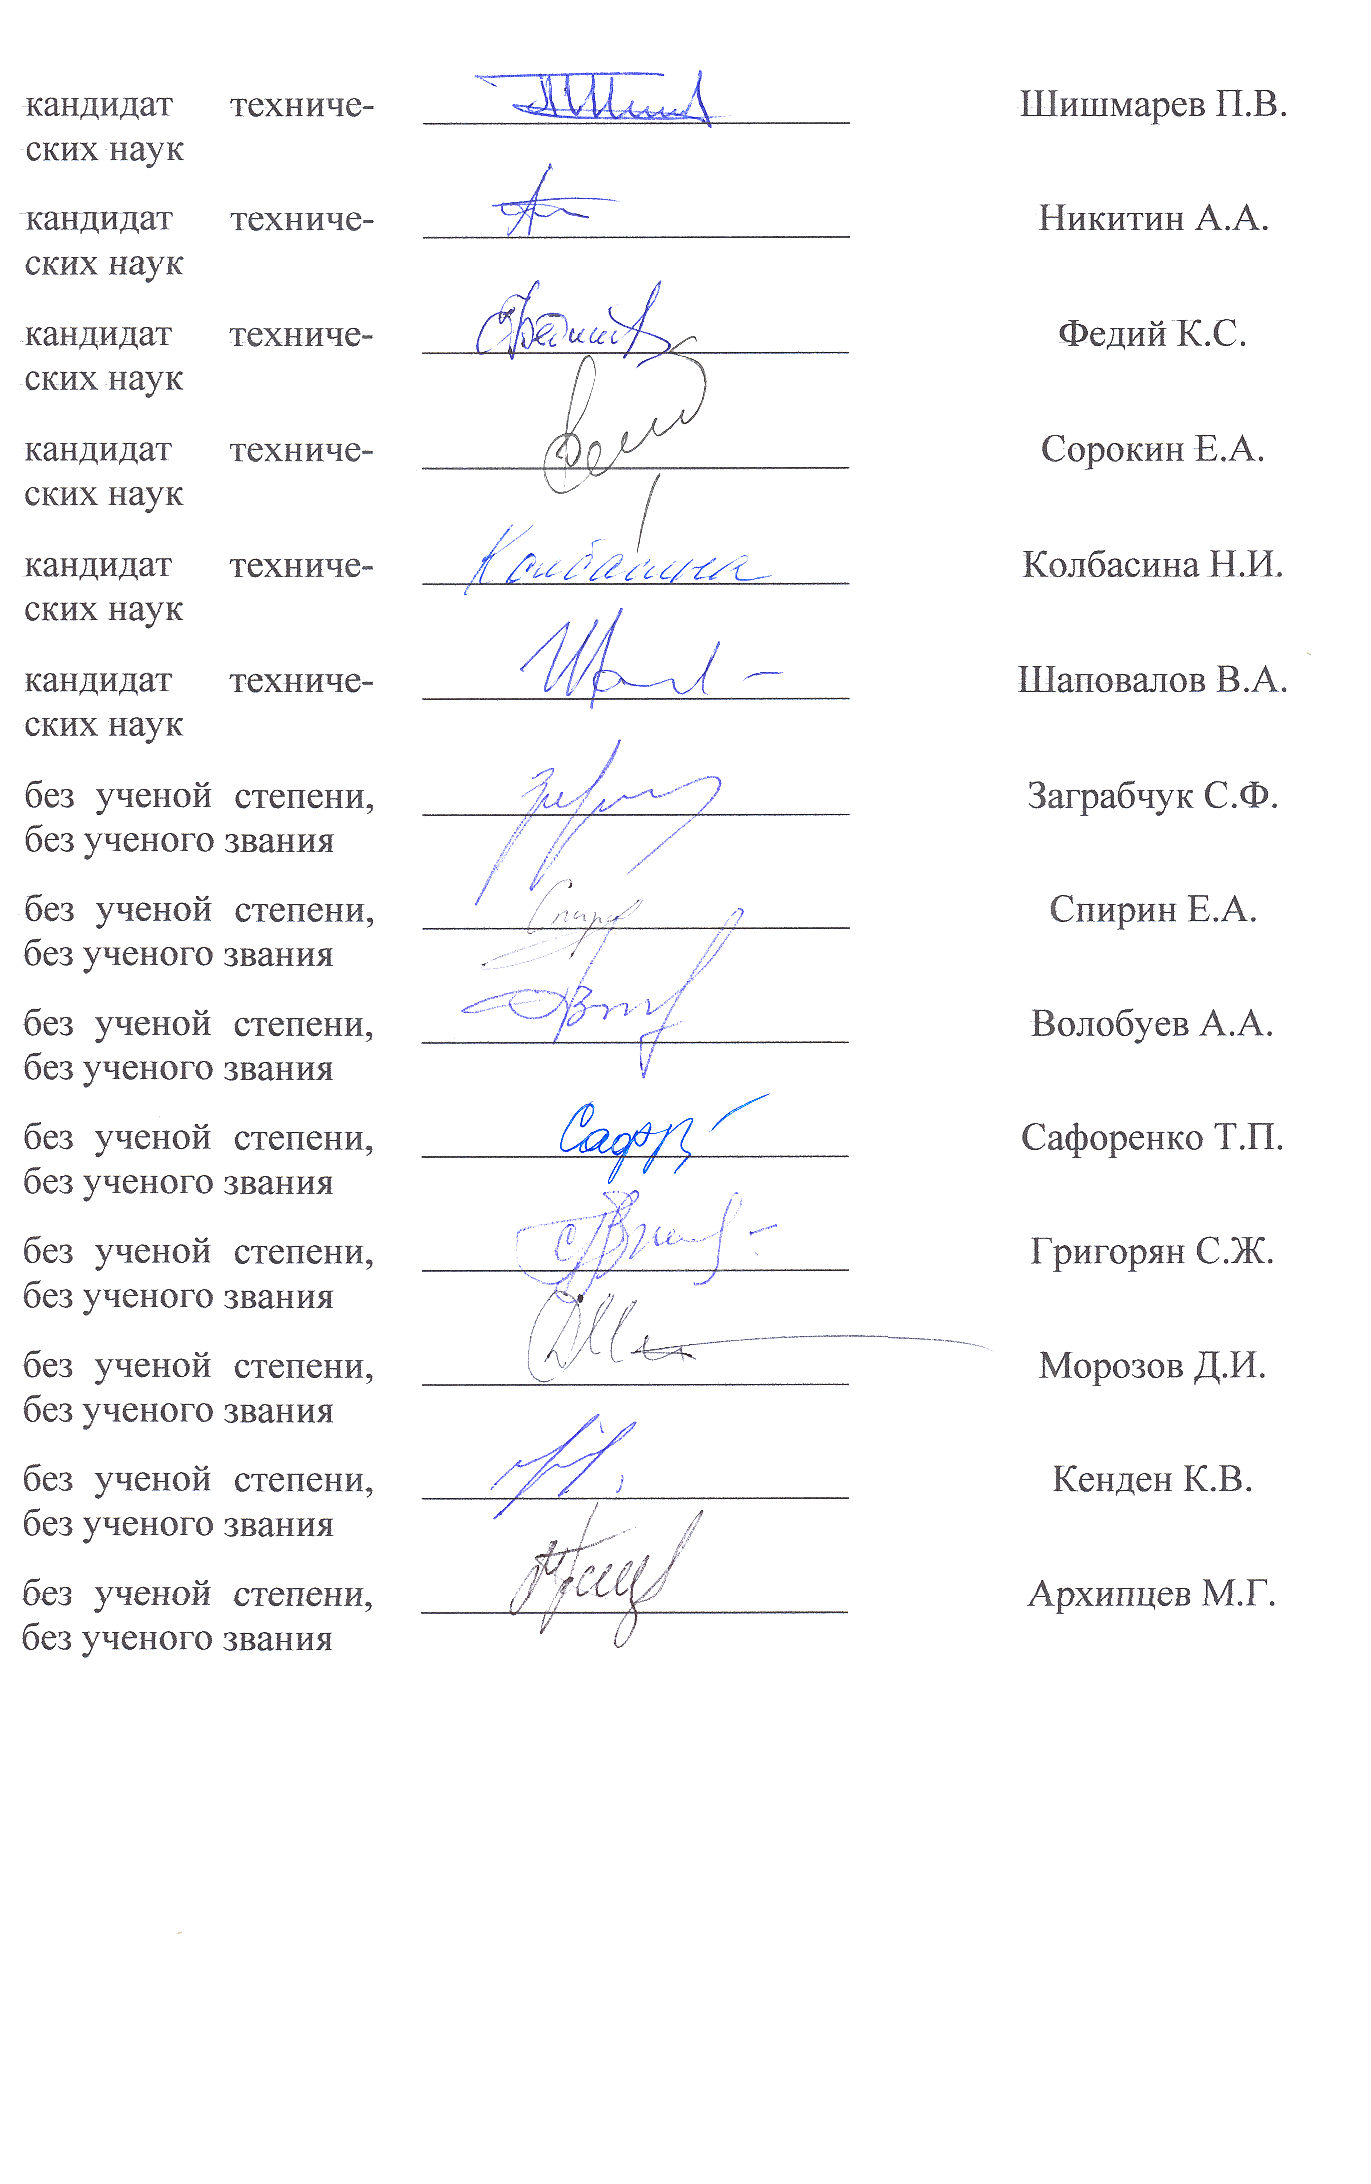 кандидат техниче- Шишмарев П.В.
ских наук
кандидат техниче- Никитин А.А.
ских наук
кандидат техниче- Федий К.С.
ских наук
кандидат техниче- Сорокин Е.А.
ских наук
кандидат техниче- Колбасина Колбасина Н.И.
ских наук
кандидат техниче- Шаповалов В.А.
ских наук
без ученой степени, Заграбчук С.Ф.
без ученого звания
без ученой степени, Спирин Е.А.
без ученого звания
без ученой степени, Волобуев А.А.
без ученого звания
без ученой степени, Сафоренко Т.П.
без ученого звания
без ученой степени, Григорян С.Ж.
без ученого звания
без ученой степени, Морозов Д.И.
без ученого звания
без ученой степени, Кенден К.В.
без ученого звания
без ученой степени, Архипцев М.Г.
без ученого звания